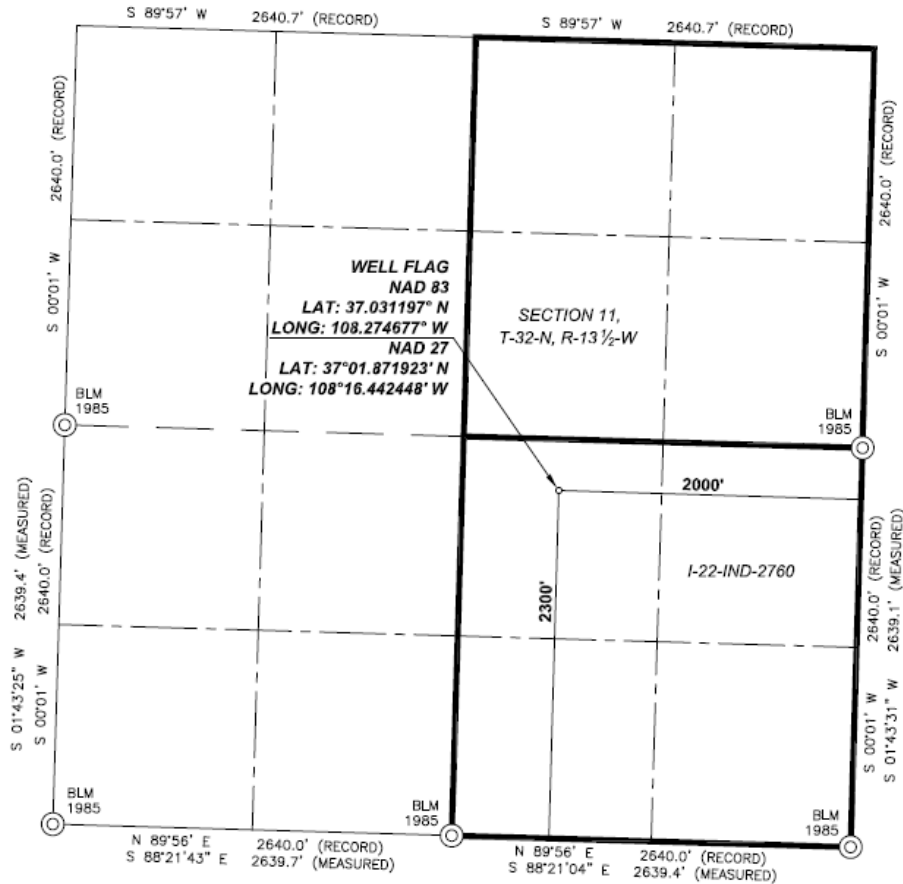 S 89°57' W 2640.7' (RECORD)
S 89°57' W 2640.7' (RECORD)
S 00°01' W 2640.0' (RECORD)
S 00°01' W 2640.0' (RECORD)
WELL FLAG
NAD 83
LAT: 37.031197° N
LONG: 108.274677° W
NAD 27
LAT: 37°01.871923' N
LONG: 108°16.442448' W
SECTION 11,
T-32-N, R-13 ½-W
BLM
1985
BLM
1985
2000'
2300'
I-22-IND-2760
S 01°43'25" W 2639.4' (MEASURED)
S 00°01' W 2640.0' (RECORD)
S 00°01' W 2640.0' (RECORD)
S 01°43'31" W 2639.1' (MEASURED)
BLM
1985
BLM
1985
BLM
1985
N 89°56' E 2640.0' (RECORD)
S 88°21'43" E 2639.7' (MEASURED)
N 89°56' E 2640.0' (RECORD)
S 88°21'04" E 2639.4' (MEASURED)